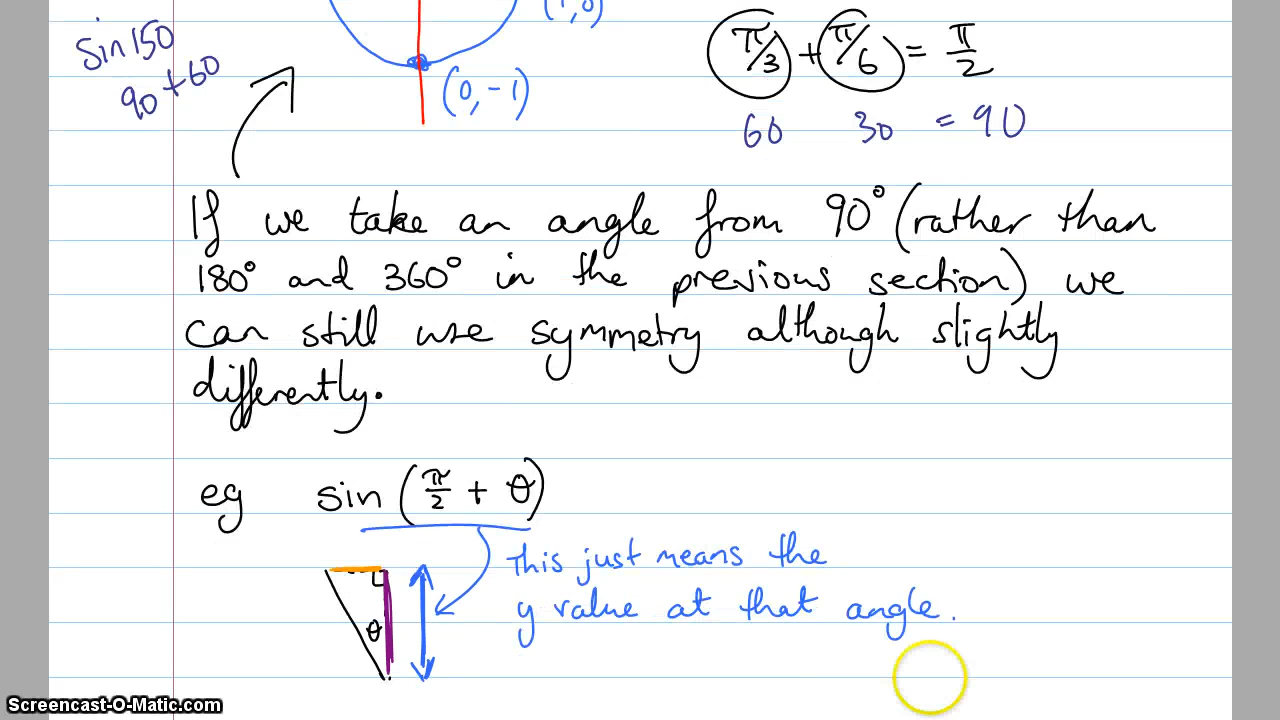 (1,0)
sin 150
90+60
(0,-1)
π/3 + π/6 = π/2
60 30 = 90
If we take an angle from 90° (rather than
180° and 360° in the previous section) we
can still use symmetry although slightly
differently.
eg sin (π/2 + θ)
This just means the
y value at that angle.
θ
Screencast-O-Matic.com